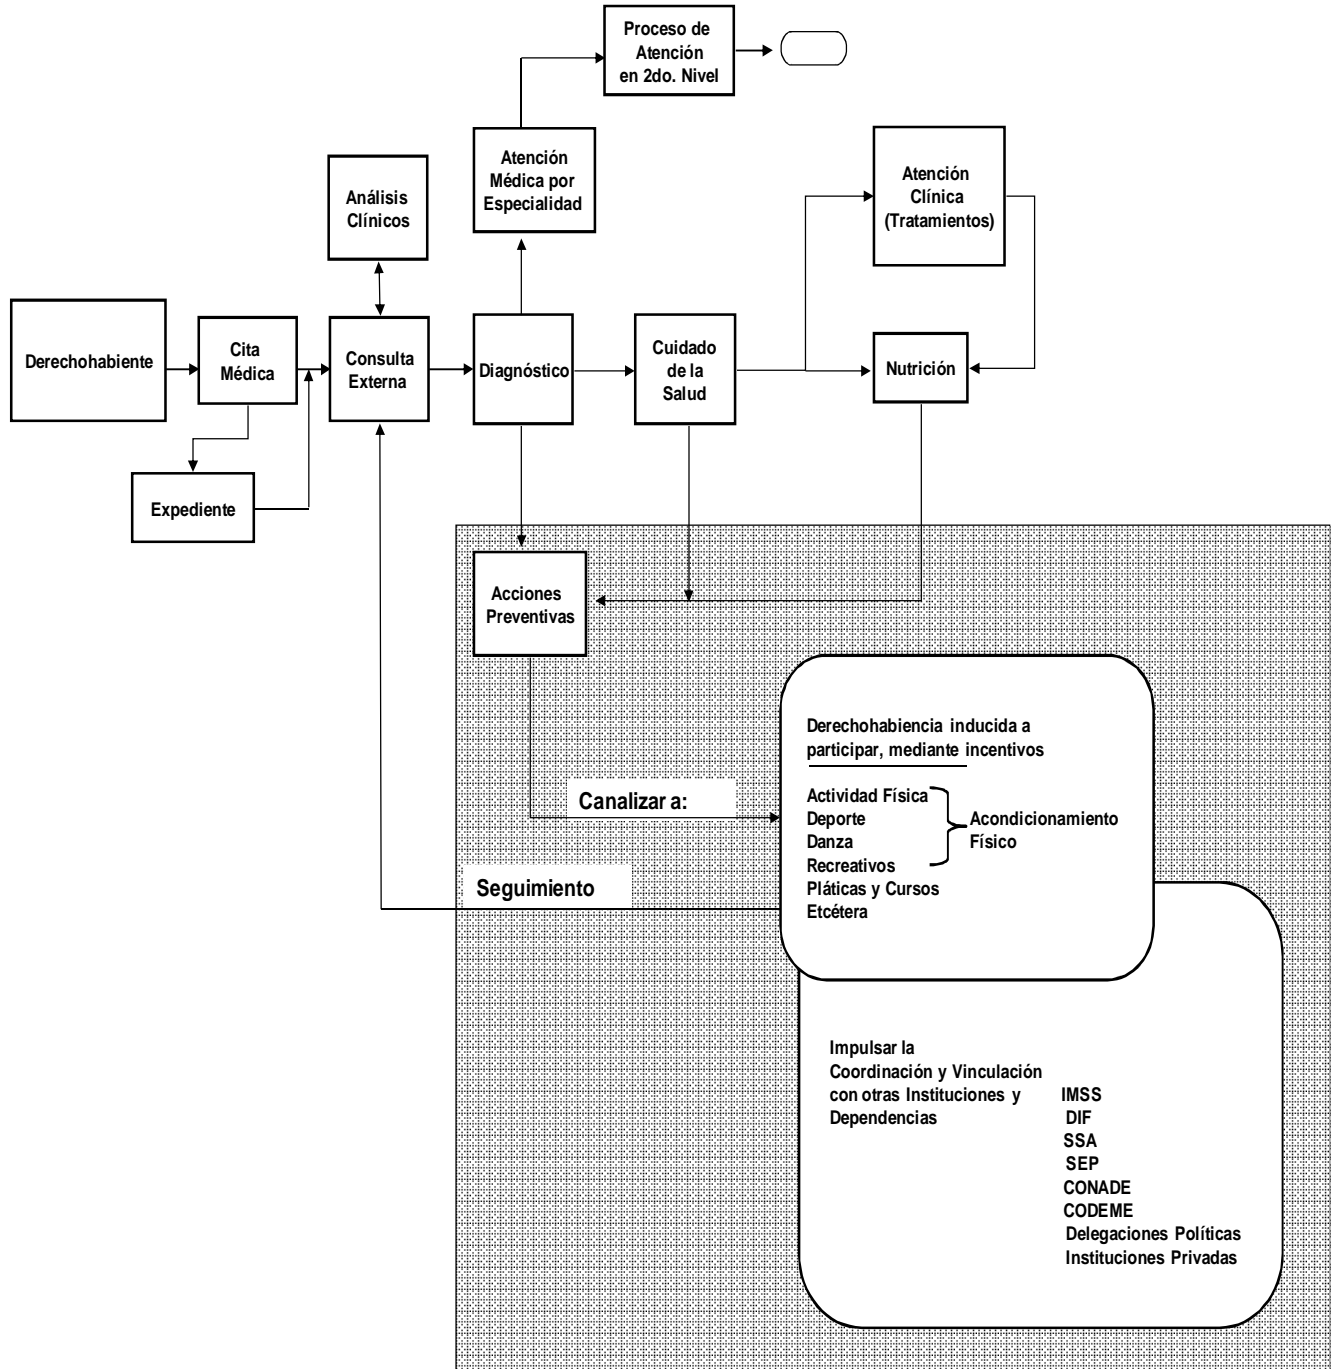 Proceso de
Atención
en 2do. Nivel
Atención
Médica por
Especialidad
Análisis
Clínicos
Atención
Clínica
(Tratamientos)
Derechohabiente
Cita
Médica
Consulta
Externa
Diagnóstico
Cuidado
de la
Salud
Nutrición
Expediente
Acciones
Preventivas
Canalizar a:
Seguimiento
Derechohabiencia inducida a
participar, mediante incentivos
Actividad Física
Deporte
Danza
Recreativos
Acondicionamiento
Físico
Pláticas y Cursos
Etcétera
Impulsar la
Coordinación y Vinculación
con otras Instituciones y
Dependencias
IMSS
DIF
SSA
SEP
CONADE
CODEME
Delegaciones Políticas
Instituciones Privadas